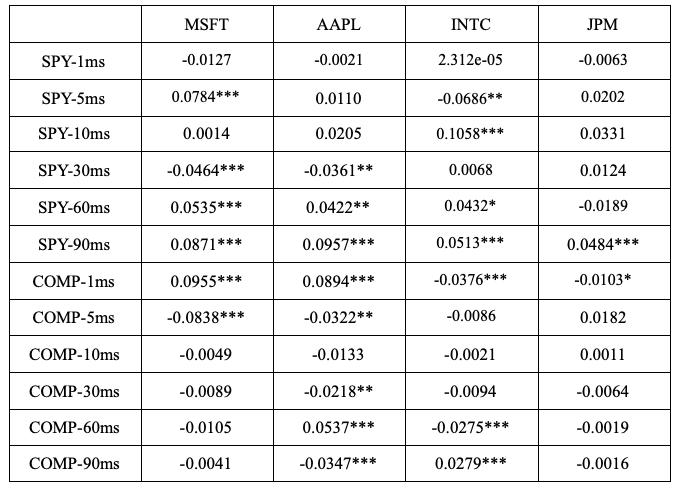 MSFT AAPL INTC JPM
SPY-1ms -0.0127 -0.0021 2.312e-05 -0.0063
SPY-5ms 0.0784*** 0.0110 -0.0686** 0.0202
SPY-10ms 0.0014 0.0205 0.1058*** 0.0331
SPY-30ms -0.0464*** -0.0361** 0.0068 0.0124
SPY-60ms 0.0535*** 0.0422** 0.0432* -0.0189
SPY-90ms 0.0871*** 0.0957*** 0.0513*** 0.0484***
COMP-1ms 0.0955*** 0.0894*** -0.0376*** -0.0103*
COMP-5ms -0.0838*** -0.0322** -0.0086 0.0182
COMP-10ms -0.0049 -0.0133 -0.0021 0.0011
COMP-30ms -0.0089 -0.0218** -0.0094 -0.0064
COMP-60ms -0.0105 0.0537*** -0.0275*** -0.0019
COMP-90ms -0.0041 -0.0347*** 0.0279*** -0.0016